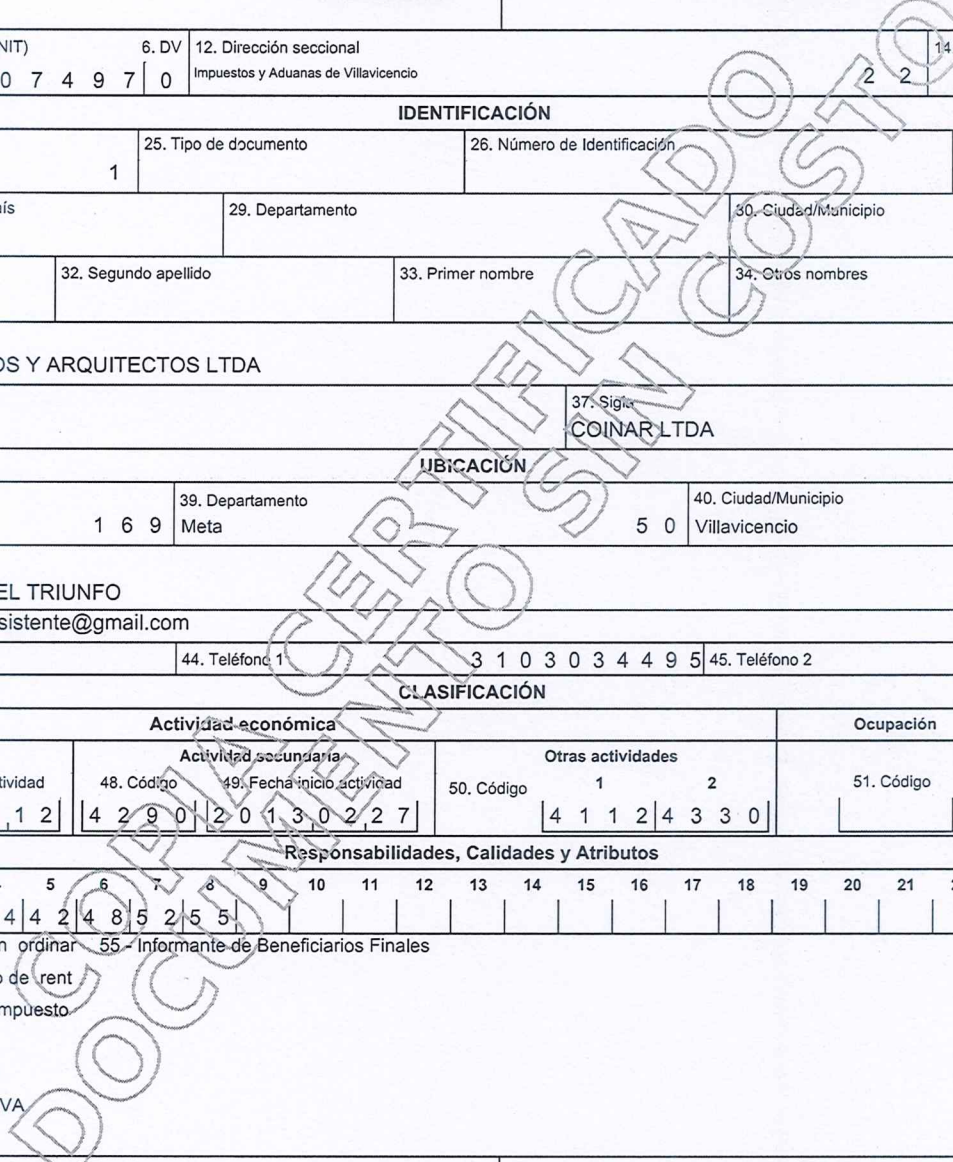 NIT) 6. DV 12. Dirección seccional 14
0 7 4 9 7 0 Impuestos y Aduanas de Villavicencio 2 2
IDENTIFICACIÓN
25. Tipo de documento 26. Número de Identificación
1
ís 29. Departamento 30. Ciudad/Municipio
32. Segundo apellido 33. Primer nombre 34. Otros nombres
OS Y ARQUITECTOS LTDA
37. Sigla
COINAR LTDA
UBICACIÓN
39. Departamento 40. Ciudad/Municipio
1 6 9 Meta 5 0 Villavicencio
EL TRIUNFO
sistente@gmail.com
44. Teléfono 1 3 1 0 3 0 3 4 4 9 5 45. Teléfono 2
CLASIFICACIÓN
Actividad económica Ocupación
Actividad secundaria Otras actividades
tividad 48. Código 49. Fecha inicio actividad 50. Código 1 2 51. Código
1 2 4 2 9 0 2 0 1 3 0 2 2 7 4 1 1 2 4 3 3 0
Responsabilidades, Calidades y Atributos
5 6 7 8 9 10 11 12 13 14 15 16 17 18 19 20 21
4 4 2 4 8 5 2 5 5
n ordinar 55 - Informante de Beneficiarios Finales
o de rent
mpuesto
VA
COPIA CERTIFICADO
DOCUMENTO SIN COSTO